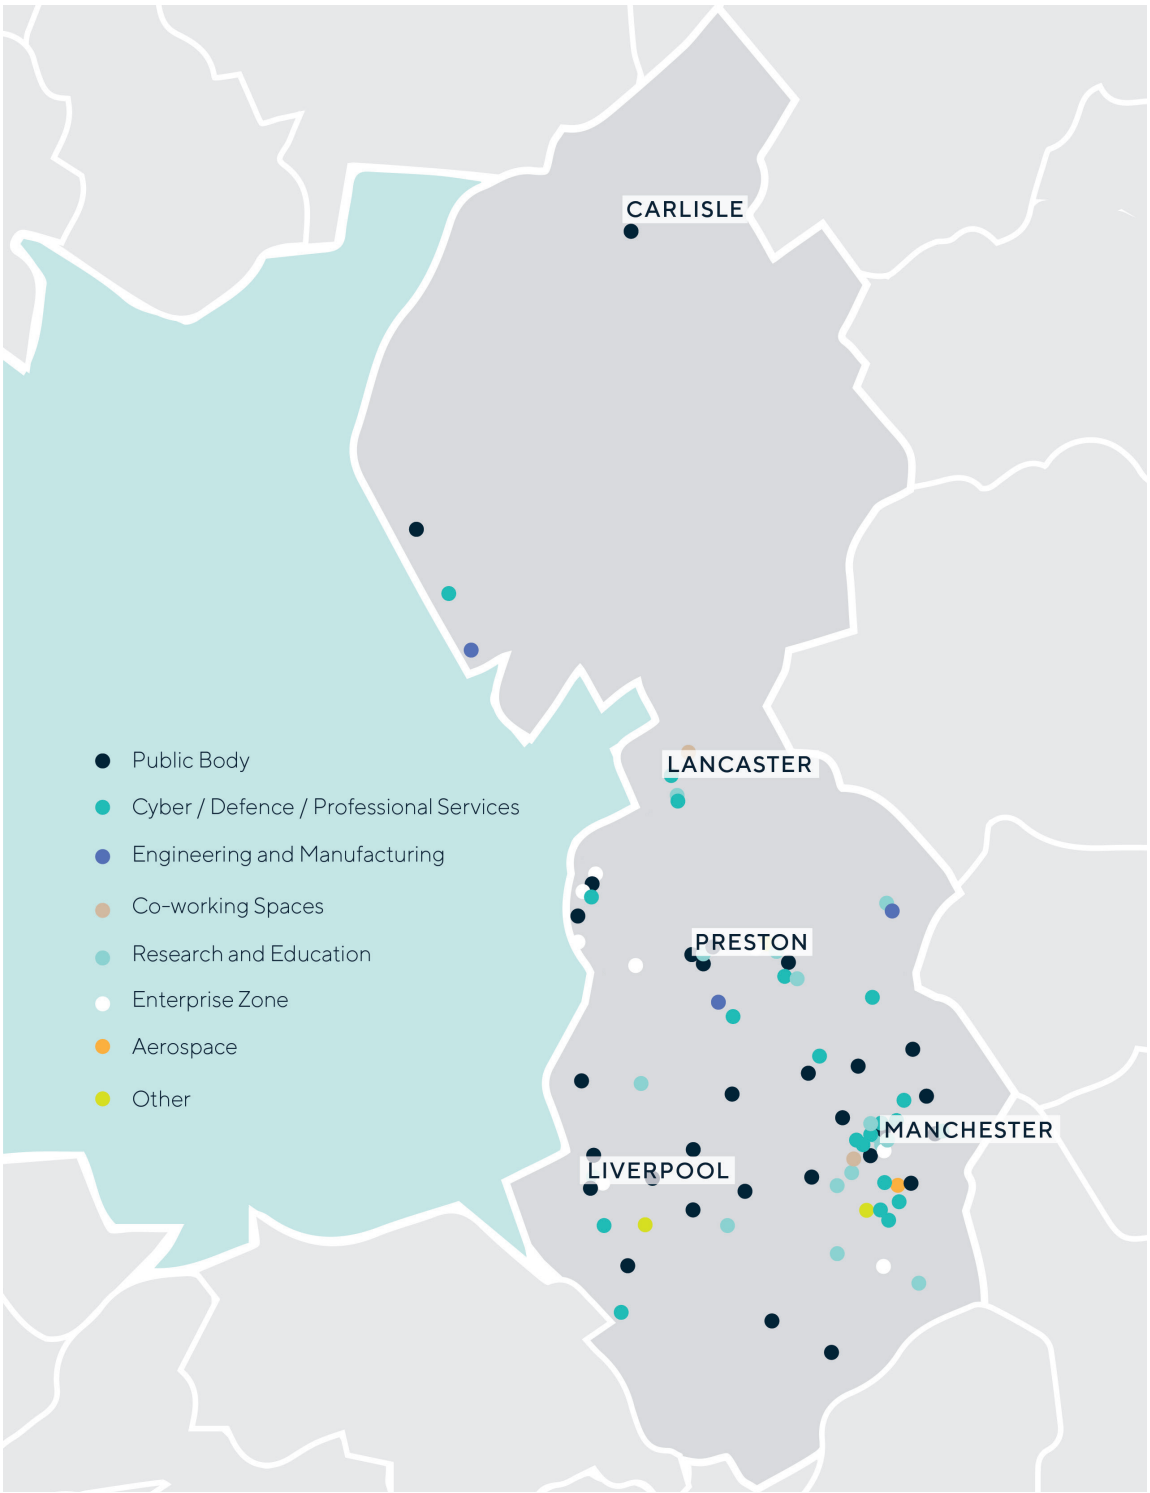 CARLISLE
LANCASTER
Public Body
Cyber / Defence / Professional Services
Engineering and Manufacturing
Co-working Spaces
Research and Education
Enterprise Zone
Aerospace
Other
PRESTON
MANCHESTER
LIVERPOOL